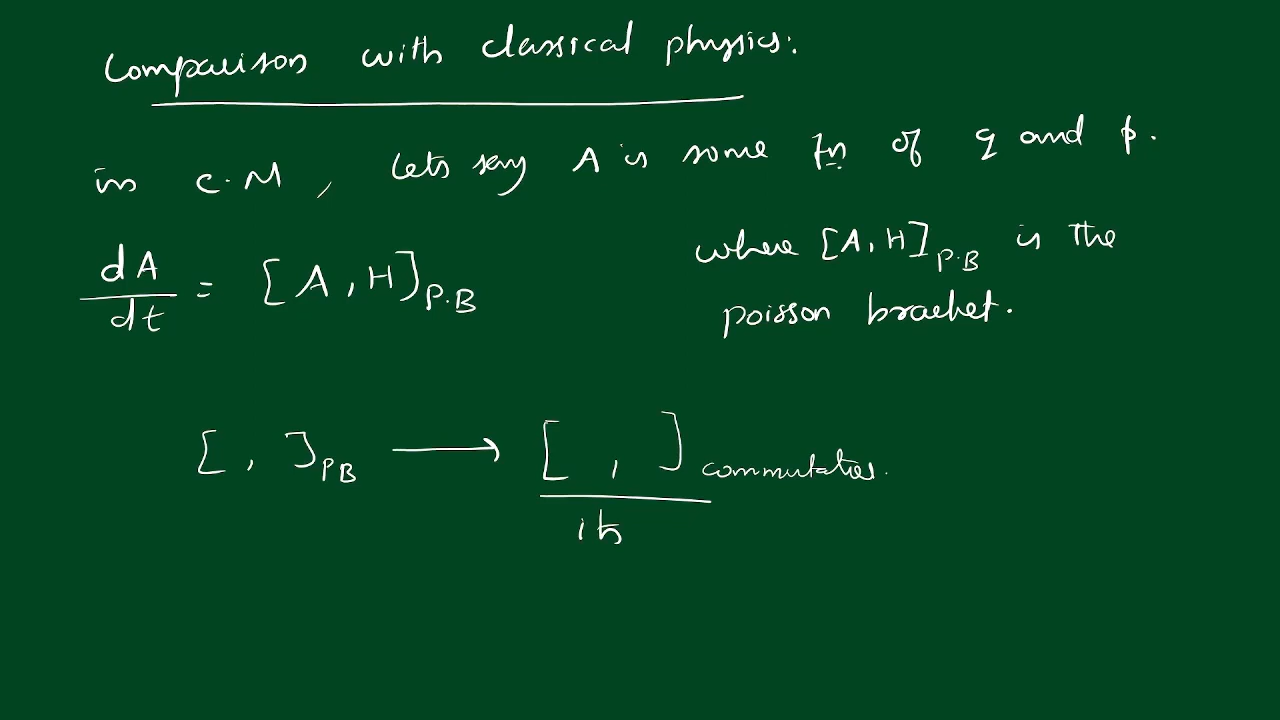 Comparison with classical physics:
in C.M, Lets say A is some fn of q and p.
dA/dt = [A, H]P.B
where [A, H]P.B is the
poisson bracket.
[ , ]PB ⟶ [ , ]/iħ commutator.